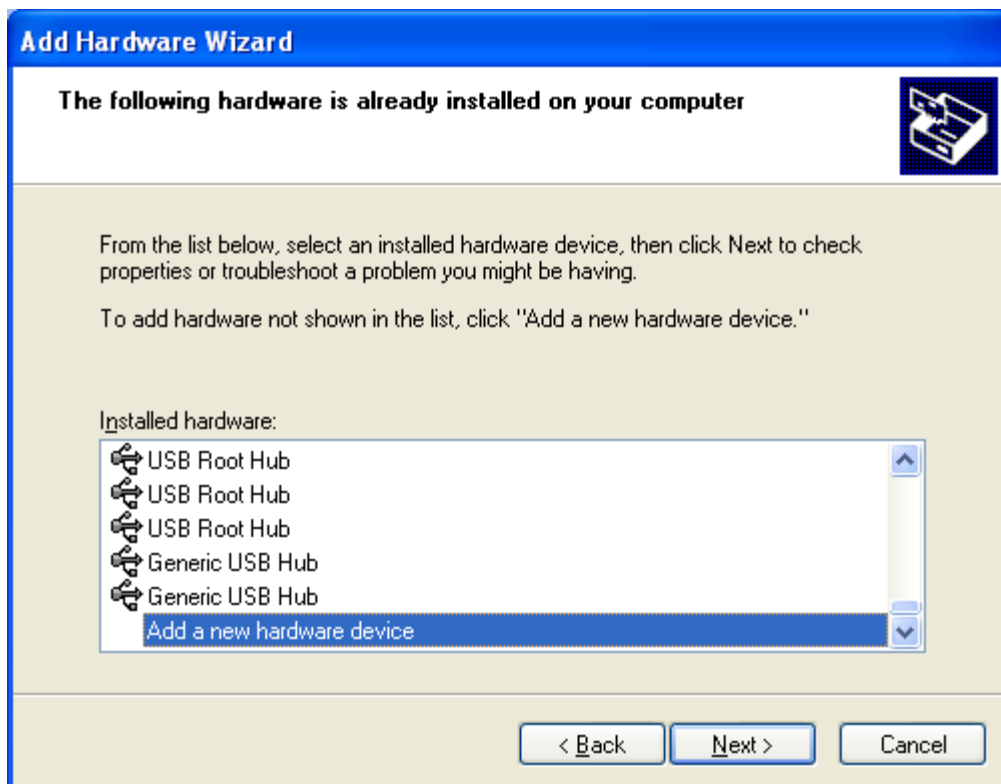 Add Hardware Wizard
The following hardware is already installed on your computer
From the list below, select an installed hardware device, then click Next to check
properties or troubleshoot a problem you might be having.
To add hardware not shown in the list, click "Add a new hardware device."
Installed hardware:
USB Root Hub
USB Root Hub
USB Root Hub
Generic USB Hub
Generic USB Hub
Add a new hardware device
< Back
Next >
Cancel